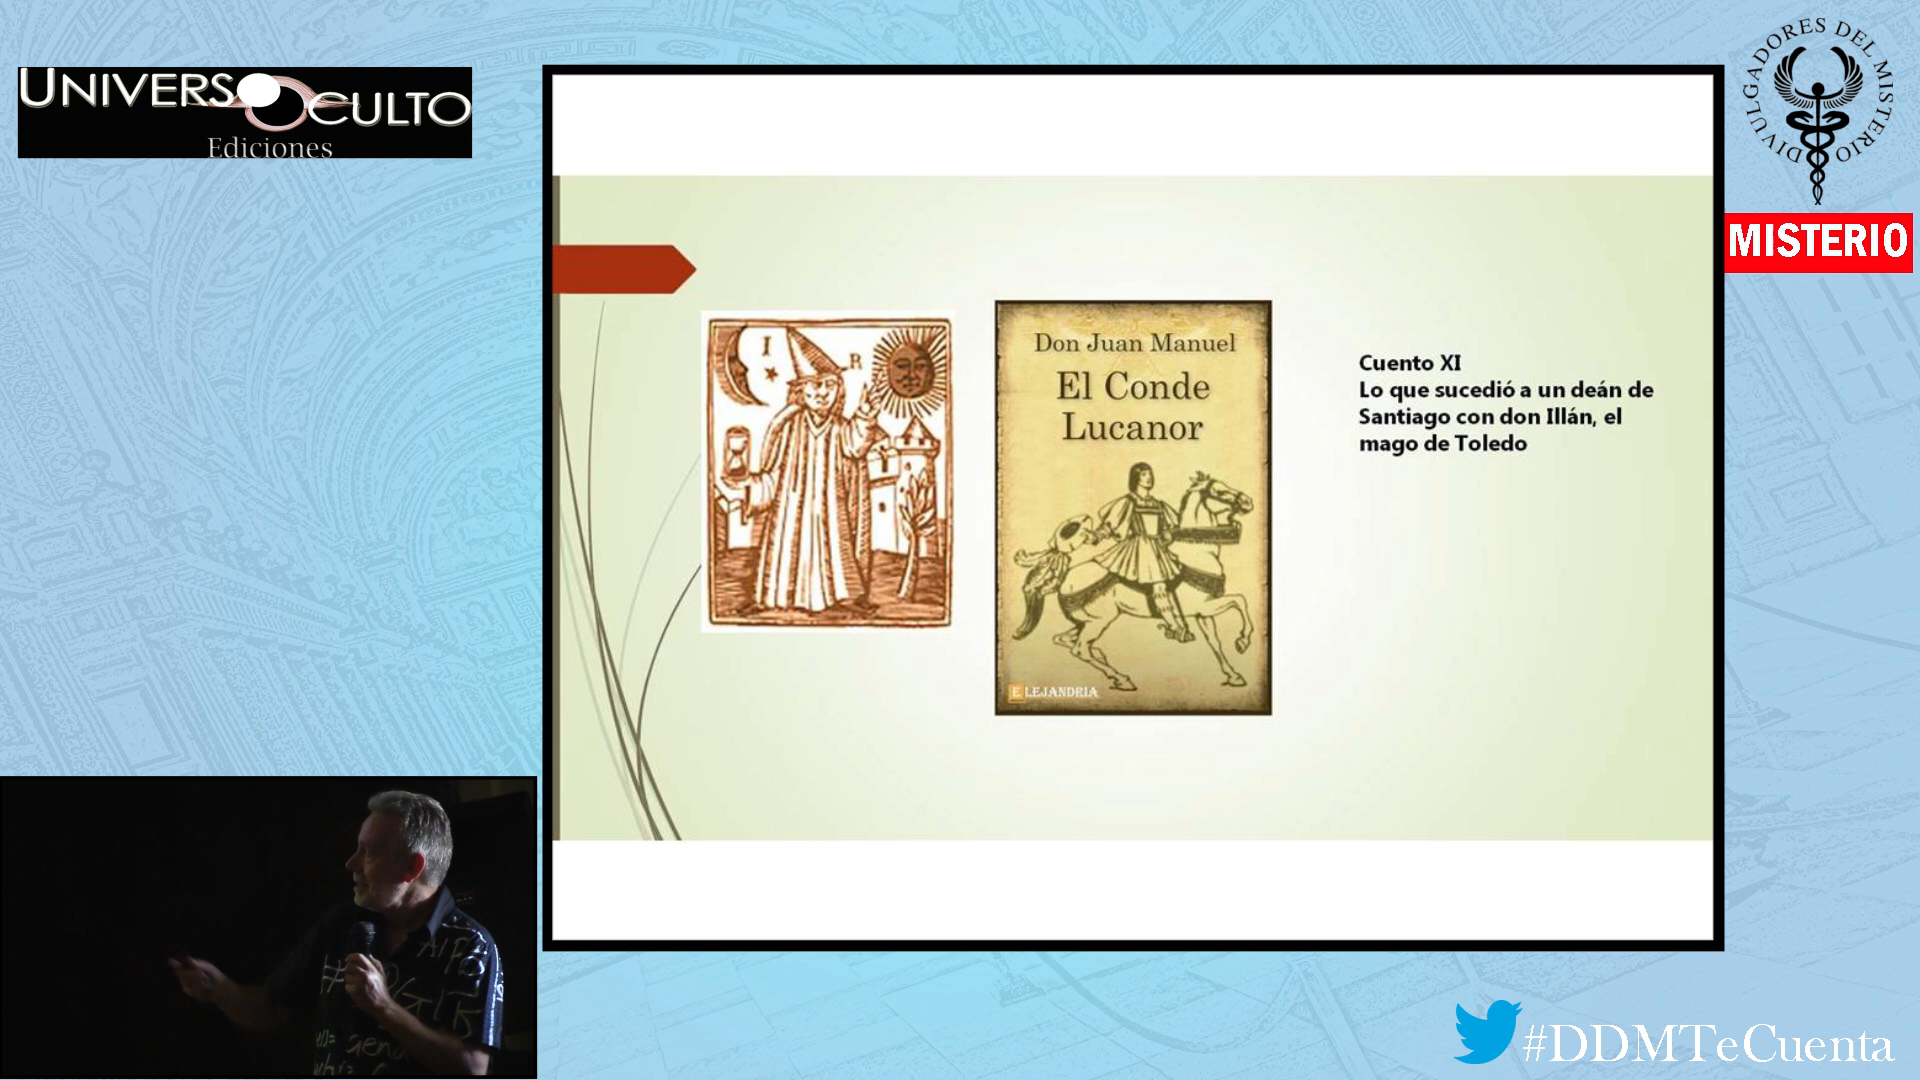 UNIVERSO OCULTO
Ediciones
DIVULGADORES DEL MISTERIO
MISTERIO
I
R
Don Juan Manuel
El Conde
Lucanor
ELEJANDRIA
Cuento XI
Lo que sucedió a un deán de
Santiago con don Illán, el
mago de Toledo
#DDMTeCuenta